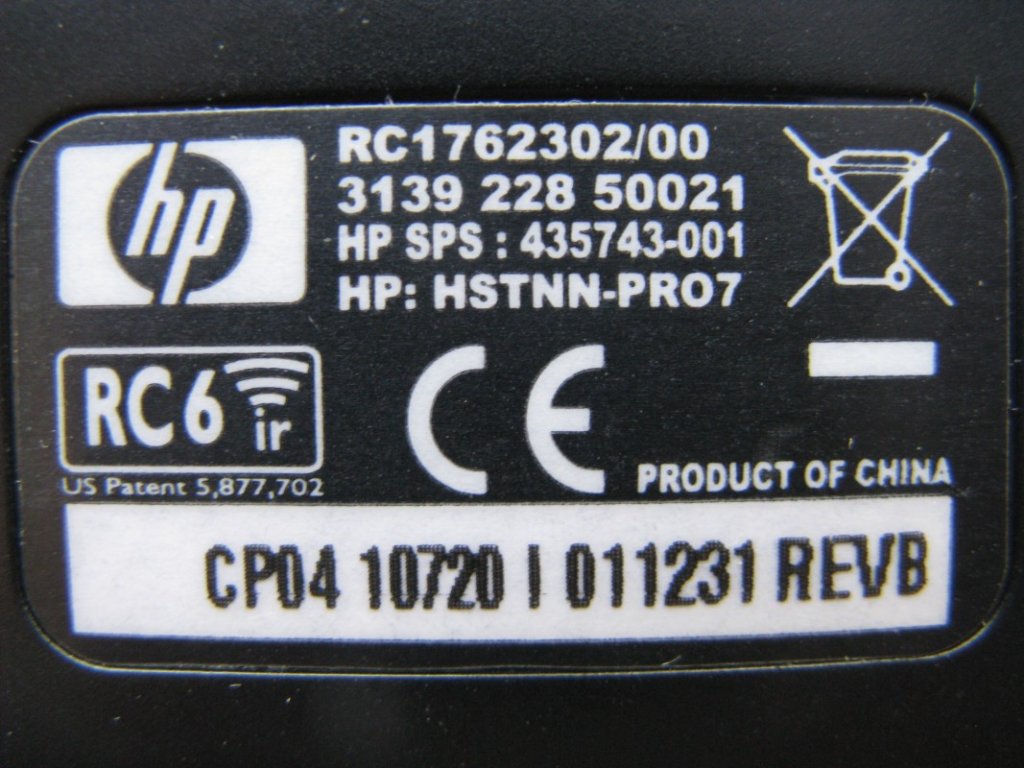 hp
RC1762302/00
3139 228 50021
HP SPS : 435743-001
HP: HSTNN-PR07
RC6 ir
CE
US Patent 5,877,702
PRODUCT OF CHINA
CP04 10720 I 011231 REVB